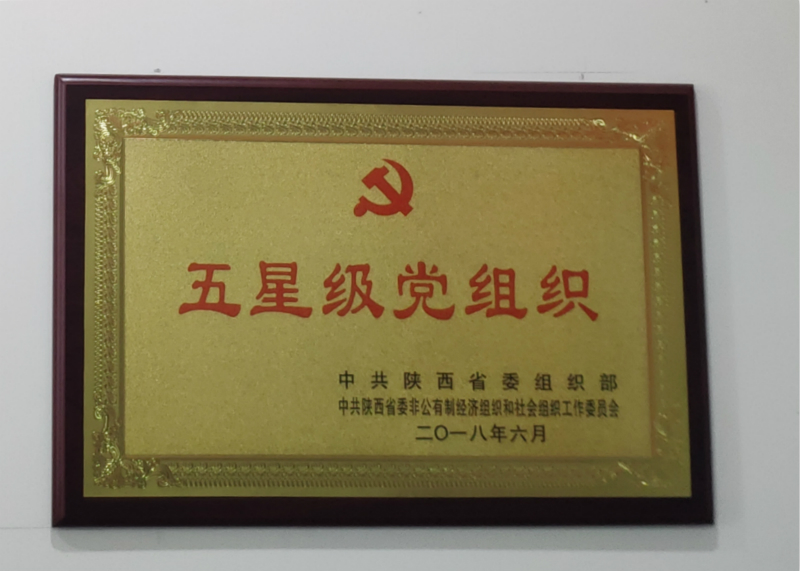 五星级党组织
中共陕西省委组织部
中共陕西省委非公有制经济组织和社会组织工作委员会
二〇一八年六月